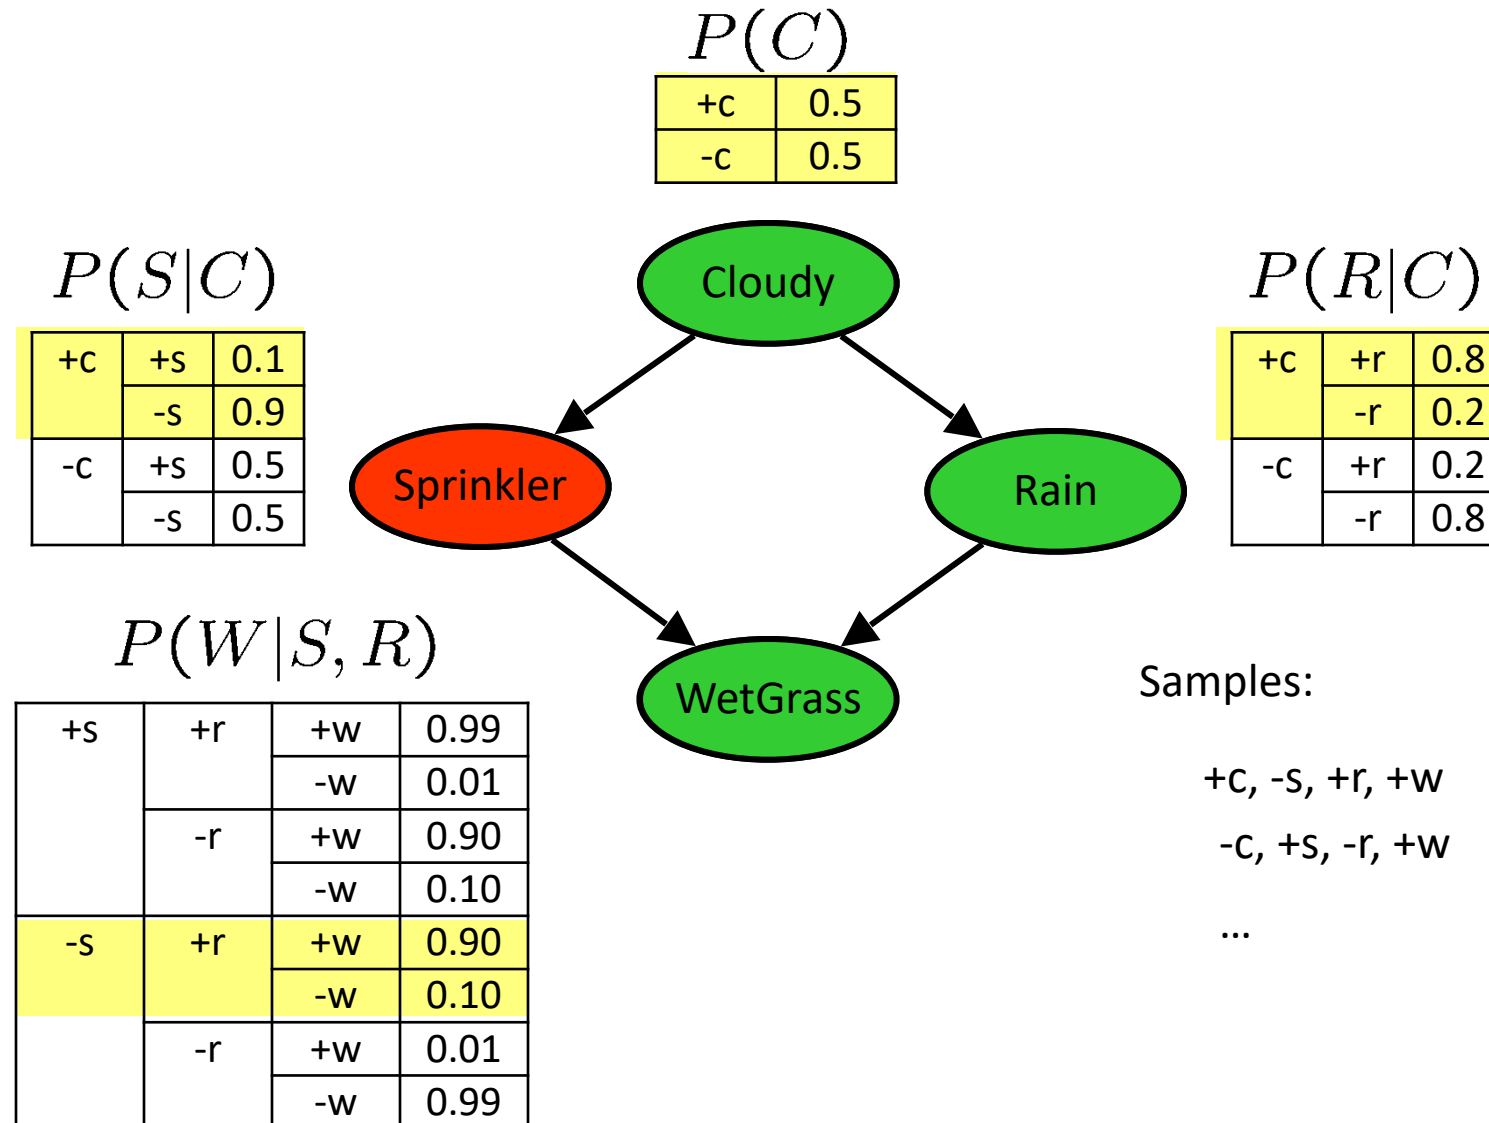 P(C)
+c 0.5
-c 0.5
Cloudy
P(S|C)
+c +s 0.1
-s 0.9
-c +s 0.5
-s 0.5
P(R|C)
+c +r 0.8
-r 0.2
-c +r 0.2
-r 0.8
Sprinkler
Rain
P(W|S, R)
+s +r +w 0.99
-w 0.01
-r +w 0.90
-w 0.10
-s +r +w 0.90
-w 0.10
-r +w 0.01
-w 0.99
WetGrass
Samples:
+c, -s, +r, +w
-c, +s, -r, +w
...